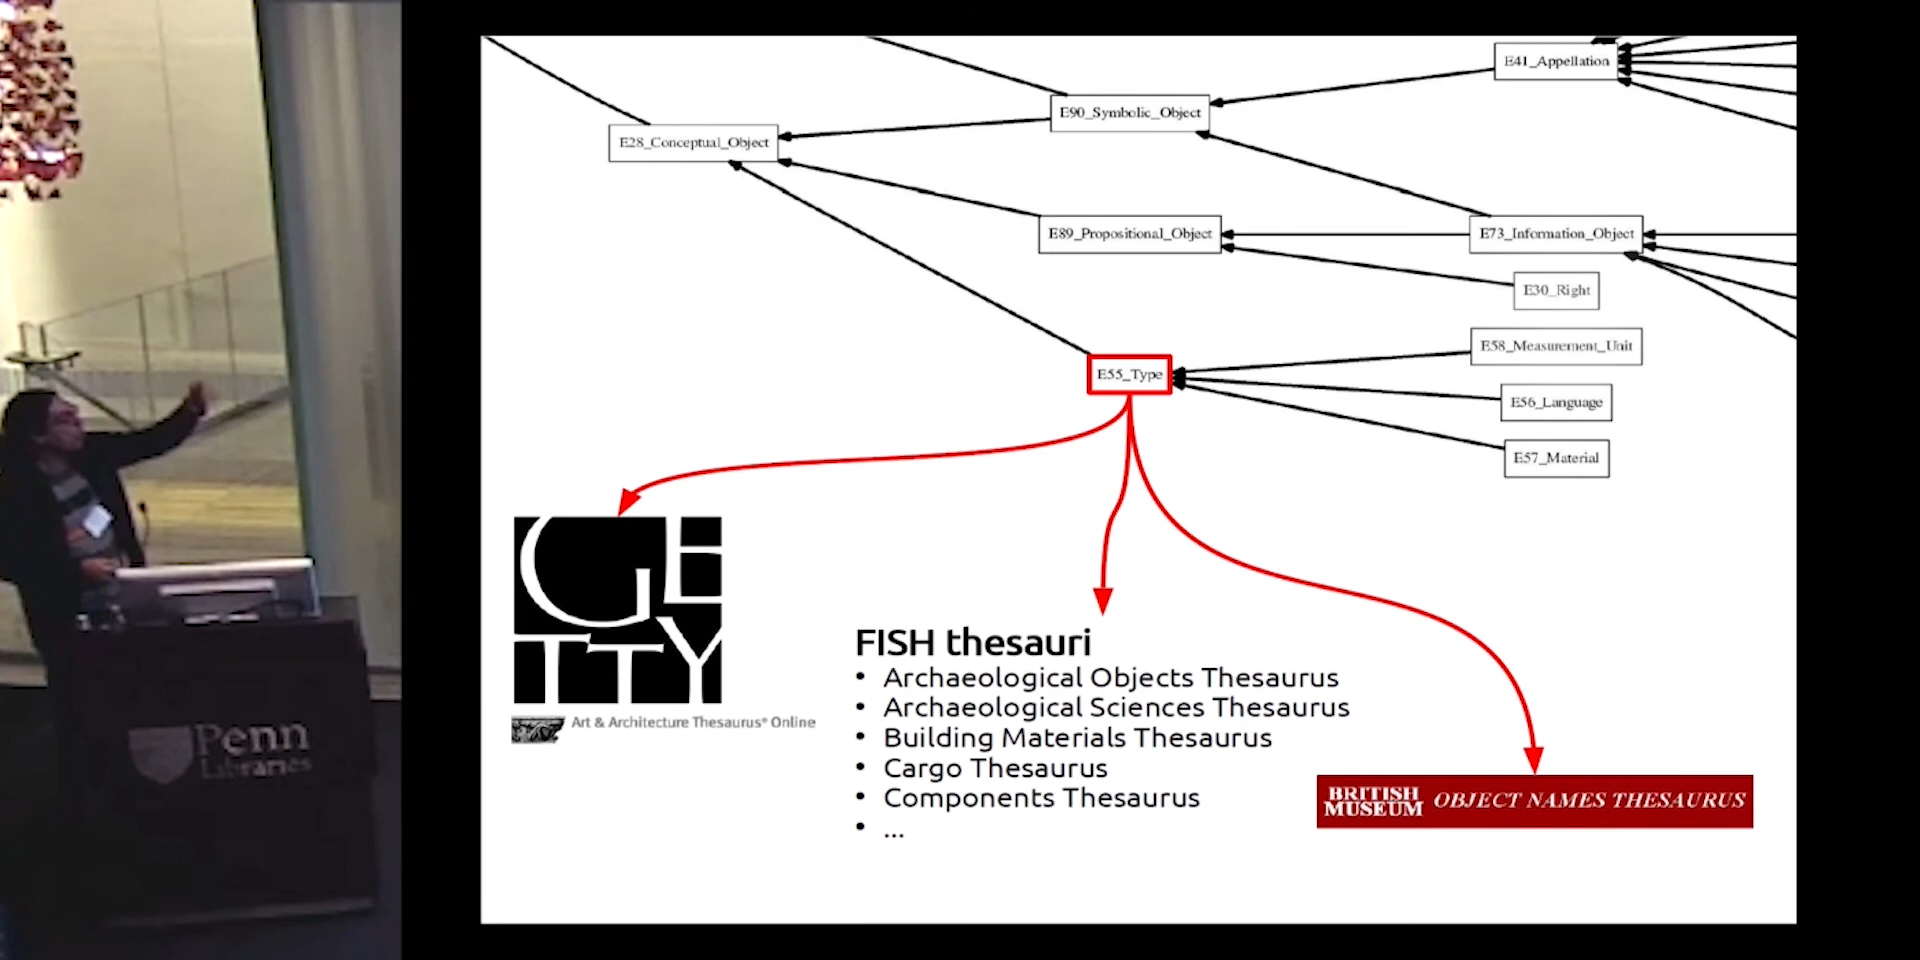 E41_Appellation
E90_Symbolic_Object
E28_Conceptual_Object
E89_Propositional_Object
E73_Information_Object
E30_Right
E58_Measurement_Unit
E55_Type
E56_Language
E57_Material
GETTY
Art & Architecture Thesaurus® Online
FISH thesauri
• Archaeological Objects Thesaurus
• Archaeological Sciences Thesaurus
• Building Materials Thesaurus
• Cargo Thesaurus
• Components Thesaurus
• ...
BRITISH MUSEUM OBJECT NAMES THESAURUS
Penn
Libraries